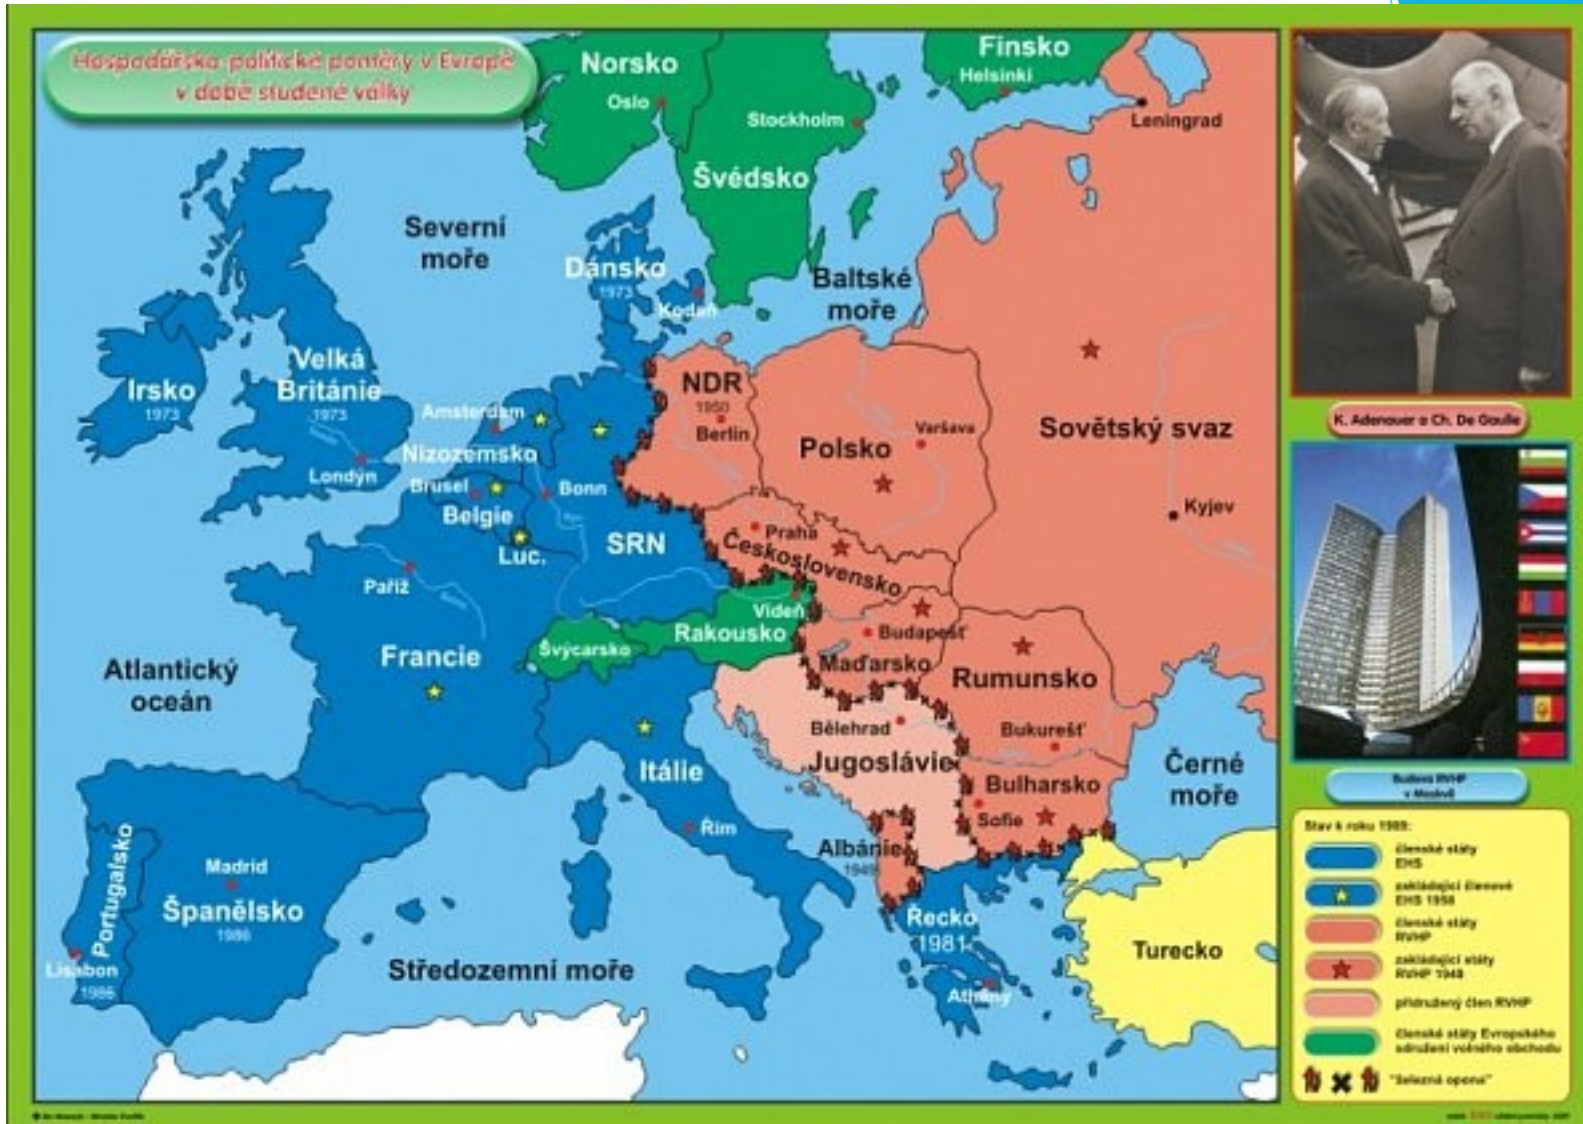 Hospodářsko-politické poměry v Evropě
v době studené války
Norsko
Oslo
Finsko
Helsinki
Stockholm
Leningrad
Švédsko
Severní
moře
Dánsko
1973
Kodaň
Baltské
moře
Irsko
1973
Velká
Británie
1973
Londýn
Amsterdam
Nizozemsko
Brusel
Belgie
Luc.
Bonn
SRN
NDR
1950
Berlin
Polsko
Varšava
Sovětský svaz
Kyjev
Praha
Československo
Paříž
Francie
Vídeň
Rakousko
Švýcarsko
Budapešť
Maďarsko
Rumunsko
Bukurešť
Atlantický
oceán
Bělehrad
Jugoslávie
Itálie
Řím
Bulharsko
Sofie
Černé
moře
Albánie
1949
Portugalsko
Lisabon
1986
Madrid
Španělsko
1986
Středozemní moře
Řecko
1981
Athény
Turecko
K. Adenauer a Ch. De Gaulle
Budova RVHP
v Moskvě
Stav k roku 1989:
členské státy
EHS
zakládající členové
EHS 1958
členské státy
RVHP
zakládající státy
RVHP 1949
přidružený člen RVHP
členské státy Evropského
sdružení volného obchodu
"železná opona"